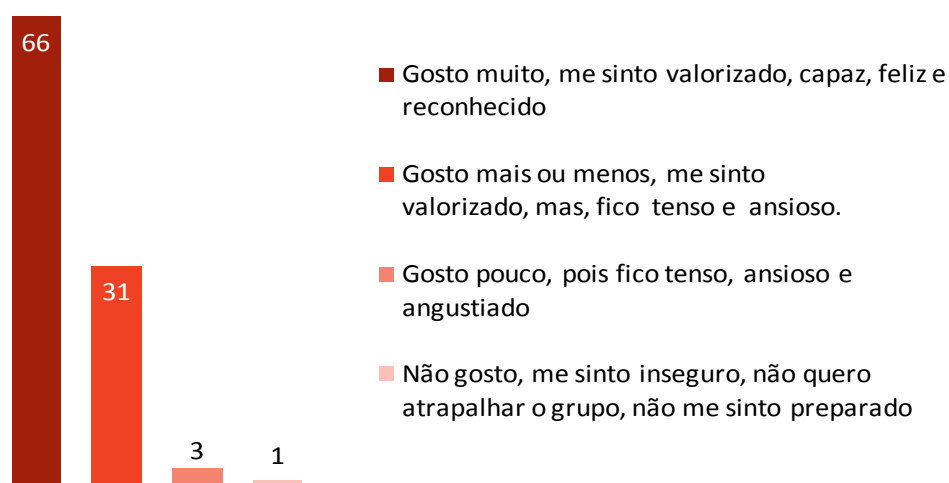 66
31
3
1
Gosto muito, me sinto valorizado, capaz, feliz e
reconhecido
Gosto mais ou menos, me sinto
valorizado, mas, fico tenso e ansioso.
Gosto pouco, pois fico tenso, ansioso e
angustiado
Não gosto, me sinto inseguro, não quero
atrapalhar o grupo, não me sinto preparado